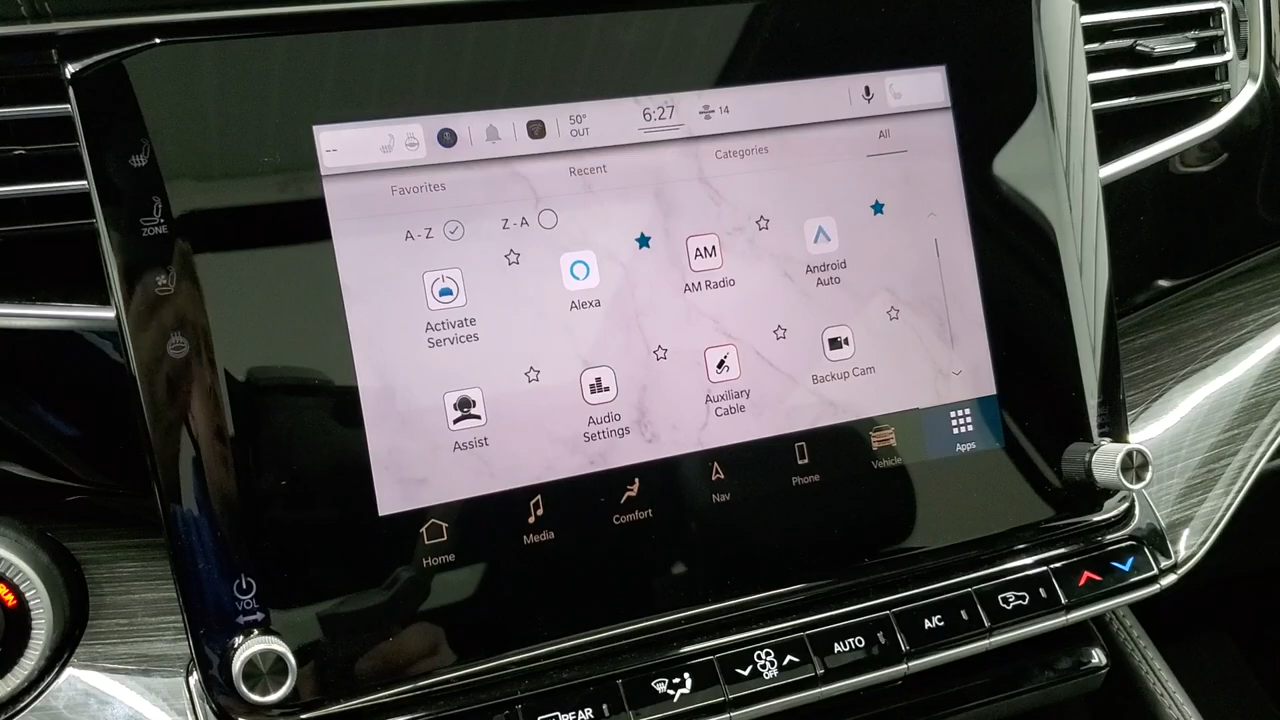 --
50°
OUT
6:27
14
Favorites
Recent
Categories
All
A - Z
Z - A
Activate
Services
Alexa
AM
AM Radio
Android
Auto
Assist
Audio
Settings
Auxiliary
Cable
Backup Cam
Home
Media
Comfort
Nav
Phone
Vehicle
Apps
ZONE
VOL
RUN
REAR
OFF
AUTO
A/C